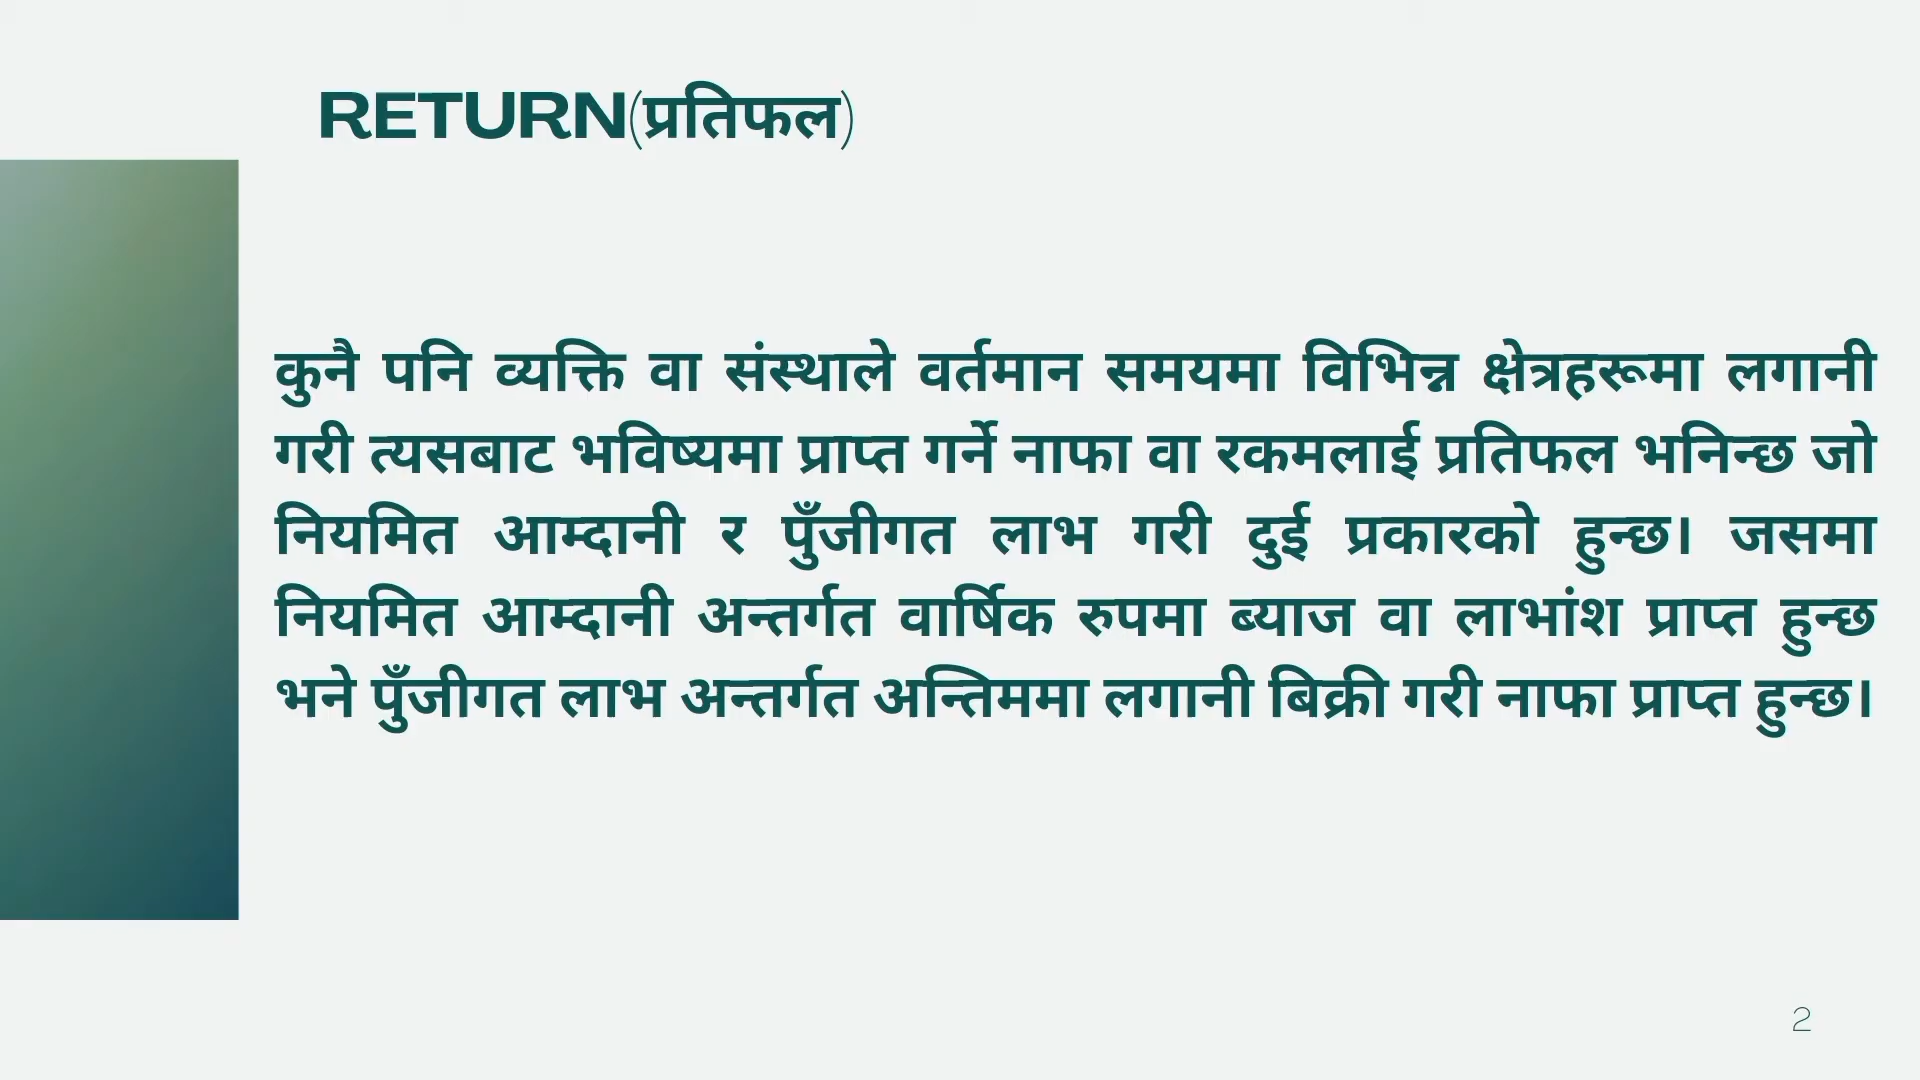 RETURN(प्रतिफल)
कुनै पनि व्यक्ति वा संस्थाले वर्तमान समयमा विभिन्न क्षेत्रहरूमा लगानी
गरी त्यसबाट भविष्यमा प्राप्त गर्ने नाफा वा रकमलाई प्रतिफल भनिन्छ जो
नियमित आम्दानी र पुँजीगत लाभ गरी दुई प्रकारको हुन्छ। जसमा
नियमित आम्दानी अन्तर्गत वार्षिक रुपमा ब्याज वा लाभांश प्राप्त हुन्छ
भने पुँजीगत लाभ अन्तर्गत अन्तिममा लगानी बिक्री गरी नाफा प्राप्त हुन्छ।
2